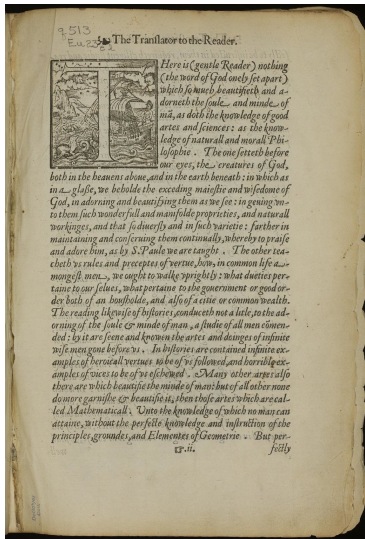 q 513
Eu23
☙The Translator to the Reader.
THere is (gentle Reader) nothing
(the word of God onely set apart)
which so much beautifieth and a-
dorneth the soule and minde of
mã, as doth the knowledge of good
artes and sciences : as the know-
ledge of naturall and morall Phi-
losophie . The one setteth before
our eyes, the creatures of God,
both in the heauens aboue, and in the earth beneath : in which as
in a glasse, we beholde the exceding maiestie and wisedome of
God, in adorning and beautifying them as we see : in geuing vn-
to them such wonderfull and manifolde proprieties, and naturall
workinges, and that so diuersly and in such varietie : farther in
maintaining and conseruing them continually, whereby to praise
and adore him, as by S. Paule we are taught . The other tea-
cheth vs rules and preceptes of vertue, how, in common life a-
mongest men, we ought to walke vprightly : what dueties per-
taine to our selues, what pertaine to the gouernment or good or-
der both of an housholde, and also of a citie or common wealth.
The reading likewise of histories, conduceth not a litle, to the ad-
orning of the soule & minde of man , a studie of all men cõmen-
ded : by it are seene and knowen the artes and doinges of infinite
wise men gone before vs . In histories are contained infinite ex-
amples of heroicall vertues to be of vs followed, and horrible ex-
amples of vices to be of vs eschewed . Many other artes also
there are which beautifie the minde of man : but of all other none
do more garnishe & beautifie it, then those artes which are cal-
led Mathematicall . Vnto the knowledge of which no man can
attaine, without the perfecte knowledge and instruction of the
principles, groundes, and Elementes of Geometrie . But per-
☞.ii. fectly